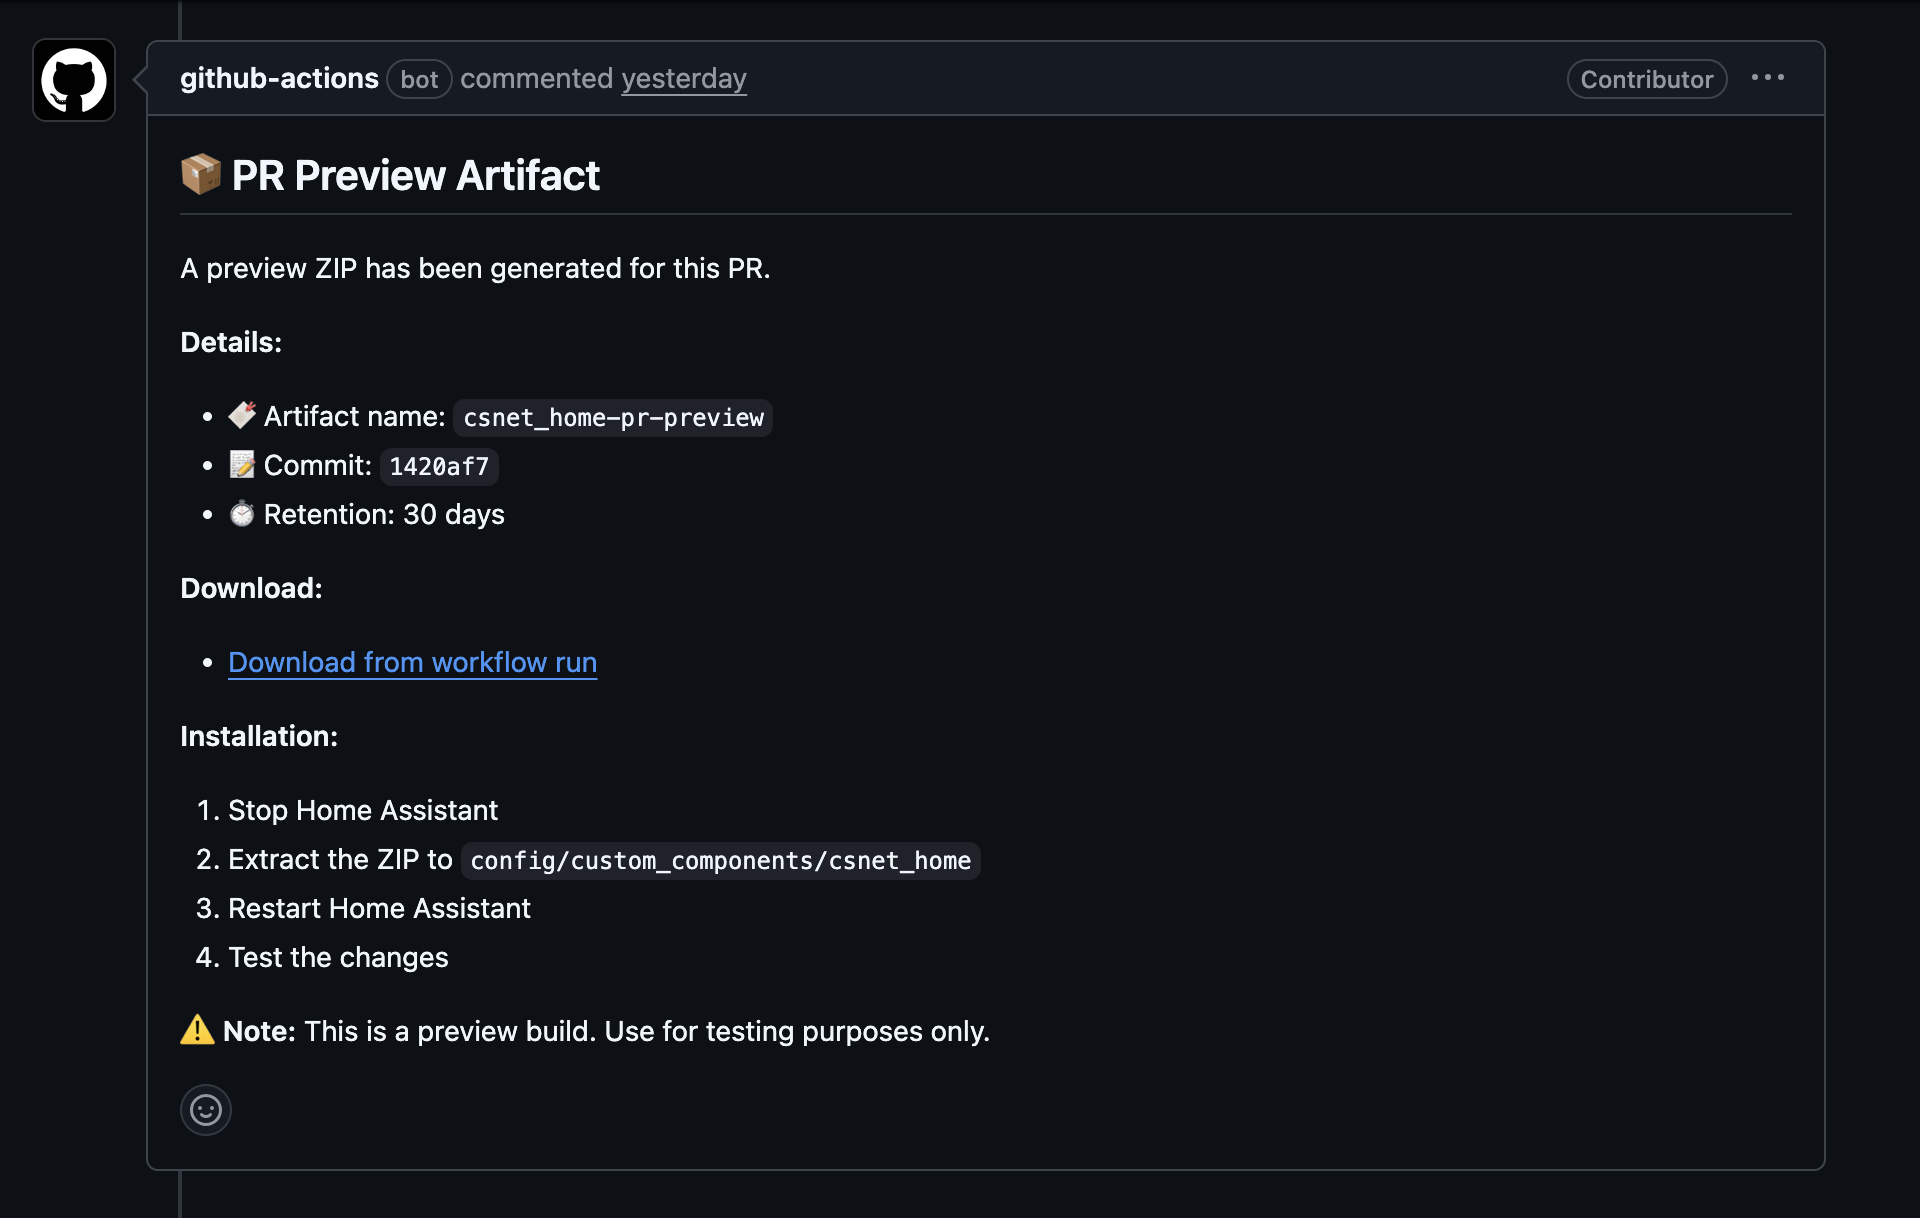 github-actions bot commented yesterday Contributor
📦 PR Preview Artifact
A preview ZIP has been generated for this PR.
Details:
• 🏷️ Artifact name: csnet_home-pr-preview
• 📝 Commit: 1420af7
• ⏱️ Retention: 30 days
Download:
• Download from workflow run
Installation:
1. Stop Home Assistant
2. Extract the ZIP to config/custom_components/csnet_home
3. Restart Home Assistant
4. Test the changes
⚠️ Note: This is a preview build. Use for testing purposes only.